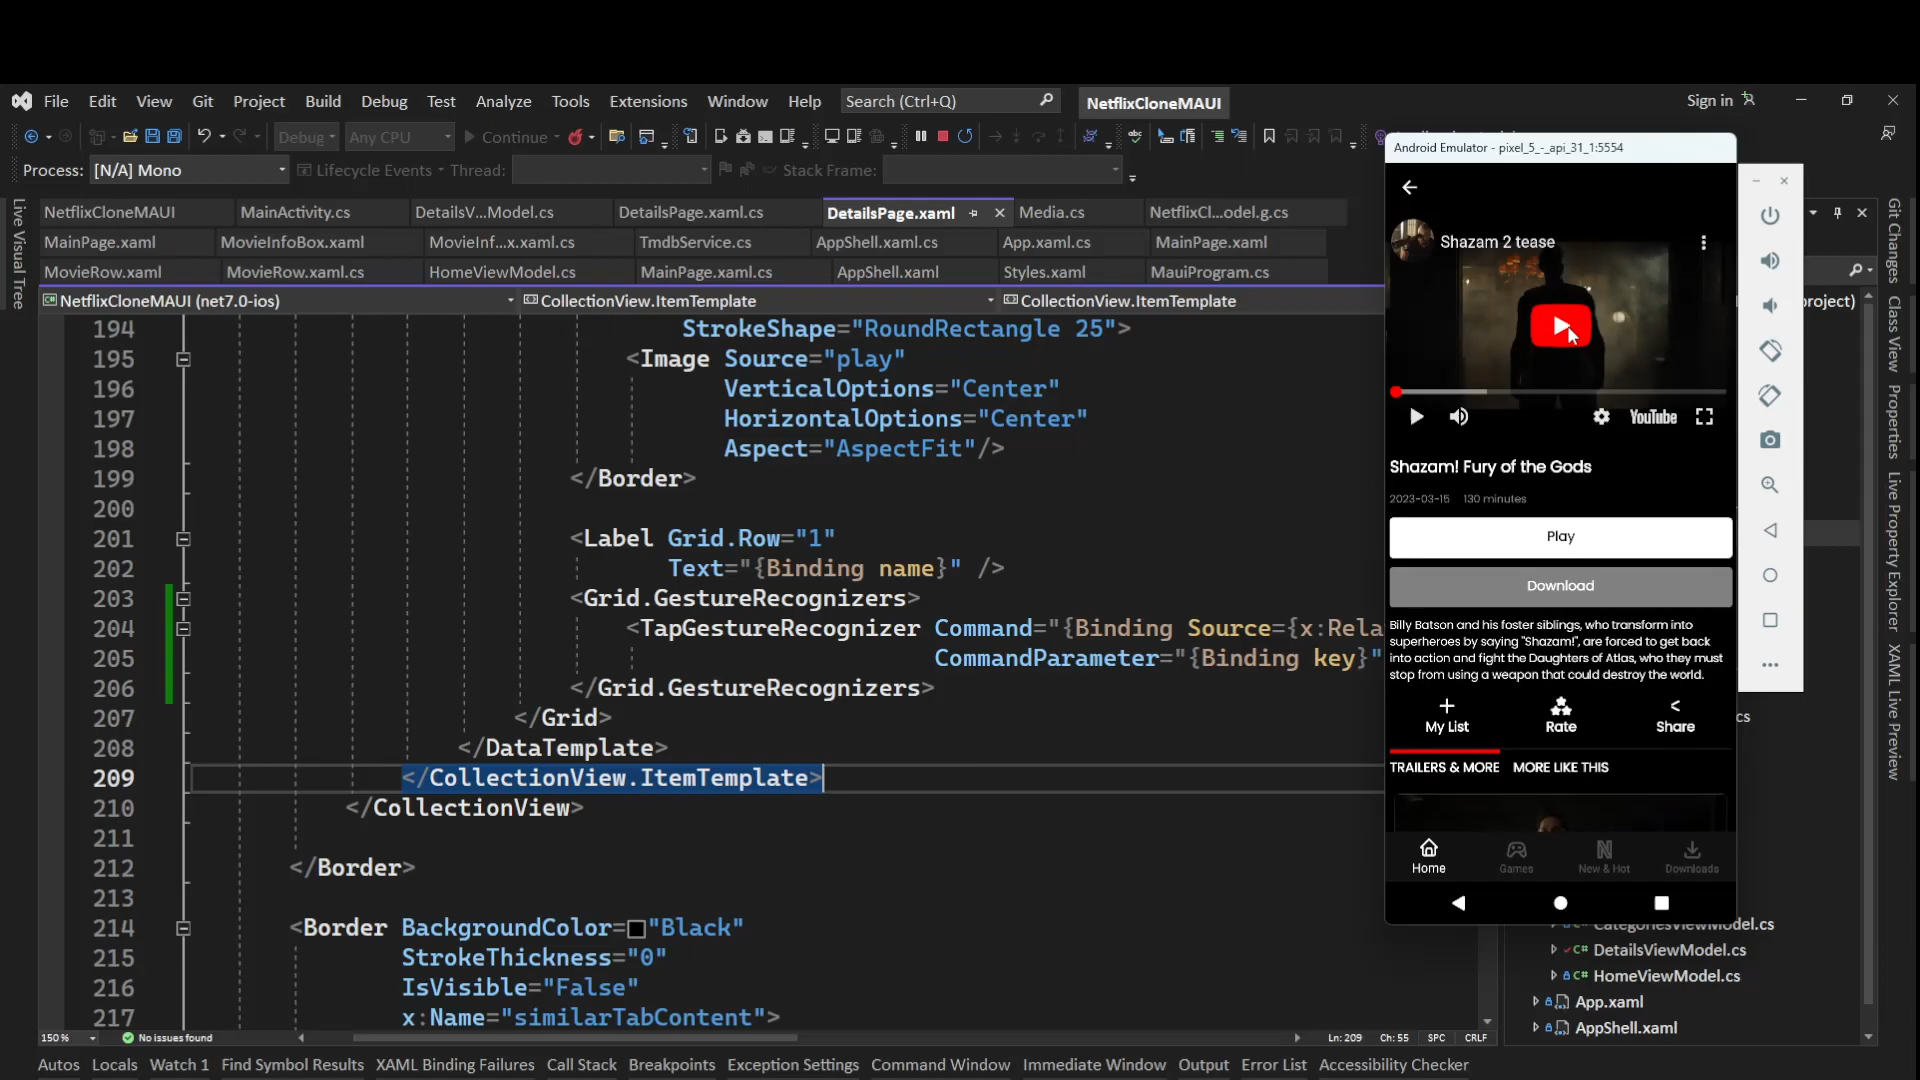 File Edit View Git Project Build Debug Test Analyze Tools Extensions Window Help Search (Ctrl+Q) NetflixCloneMAUI Sign in
Debug Any CPU Continue
Process: [N/A] Mono Lifecycle Events Thread: Stack Frame:
NetflixCloneMAUI MainActivity.cs DetailsV...Model.cs DetailsPage.xaml.cs DetailsPage.xaml Media.cs NetflixCl...odel.g.cs
MainPage.xaml MovieInfoBox.xaml MovieInf...x.xaml.cs TmdbService.cs AppShell.xaml.cs App.xaml.cs MainPage.xaml
MovieRow.xaml MovieRow.xaml.cs HomeViewModel.cs MainPage.xaml.cs AppShell.xaml Styles.xaml MauiProgram.cs
NetflixCloneMAUI (net7.0-ios) CollectionView.ItemTemplate CollectionView.ItemTemplate
Live Visual Tree
194 StrokeShape="RoundRectangle 25">
195 <Image Source="play"
196 VerticalOptions="Center"
197 HorizontalOptions="Center"
198 Aspect="AspectFit"/>
199 </Border>
200
201 <Label Grid.Row="1"
202 Text="{Binding name}" />
203 <Grid.GestureRecognizers>
204 <TapGestureRecognizer Command="{Binding Source={x:Rela
205 CommandParameter="{Binding key}"
206 </Grid.GestureRecognizers>
207 </Grid>
208 </DataTemplate>
209 </CollectionView.ItemTemplate>
210 </CollectionView>
211
212 </Border>
213
214 <Border BackgroundColor="Black"
215 StrokeThickness="0"
216 IsVisible="False"
217 x:Name="similarTabContent">
150 % No issues found Ln: 209 Ch: 55 SPC CRLF
Autos Locals Watch 1 Find Symbol Results XAML Binding Failures Call Stack Breakpoints Exception Settings Command Window Immediate Window Output Error List Accessibility Checker
Android Emulator - pixel_5_-_api_31_1:5554
Shazam 2 tease
YouTube
Shazam! Fury of the Gods
2023-03-15 130 minutes
Play
Download
Billy Batson and his foster siblings, who transform into
superheroes by saying "Shazam!", are forced to get back
into action and fight the Daughters of Atlas, who they must
stop from using a weapon that could destroy the world.
My List Rate Share
TRAILERS & MORE MORE LIKE THIS
Home Games New & Hot Downloads
project)
cs
CategoriesViewModel.cs
C# DetailsViewModel.cs
C# HomeViewModel.cs
App.xaml
AppShell.xaml
Git Changes
Class View
Properties
Live Property Explorer
XAML Live Preview